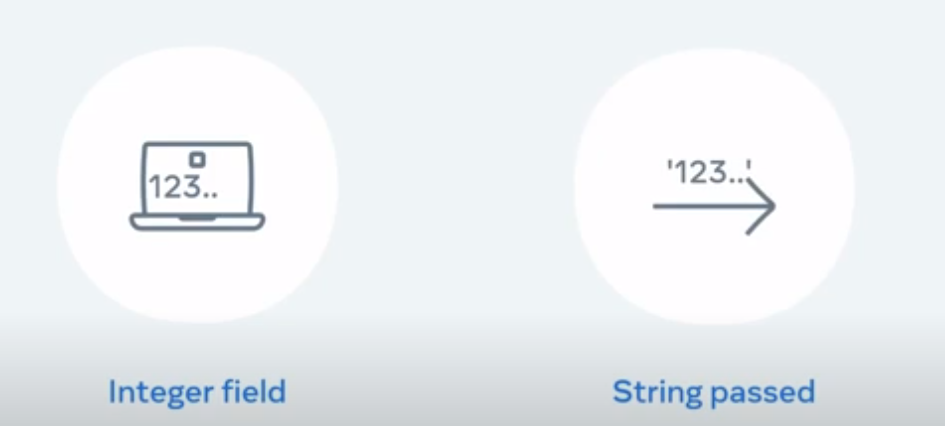 123..
'123..'
Integer field
String passed